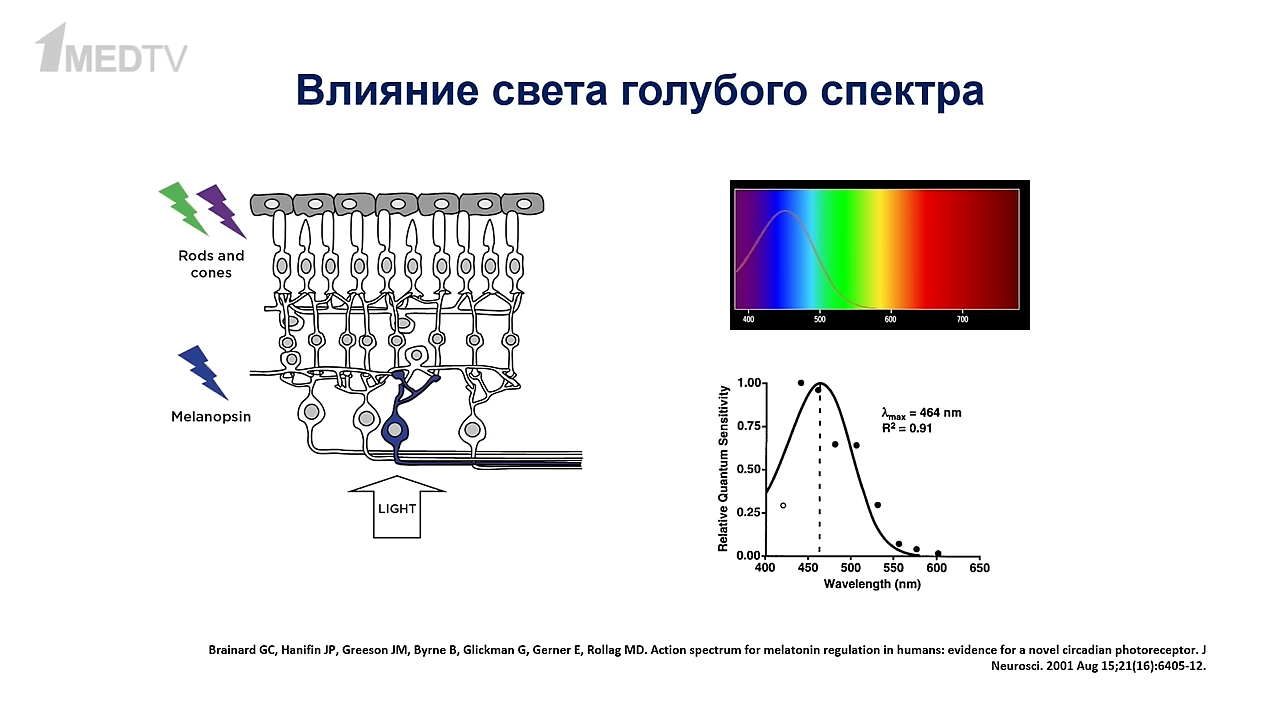 1MEDTV
Влияние света голубого спектра
Rods and
cones
Melanopsin
LIGHT
400 500 600 700
Relative Quantum Sensitivity
1.00
0.75
0.50
0.25
0.00
λmax = 464 nm
R² = 0.91
400 450 500 550 600 650
Wavelength (nm)
Brainard GC, Hanifin JP, Greeson JM, Byrne B, Glickman G, Gerner E, Rollag MD. Action spectrum for melatonin regulation in humans: evidence for a novel circadian photoreceptor. J
Neurosci. 2001 Aug 15;21(16):6405-12.